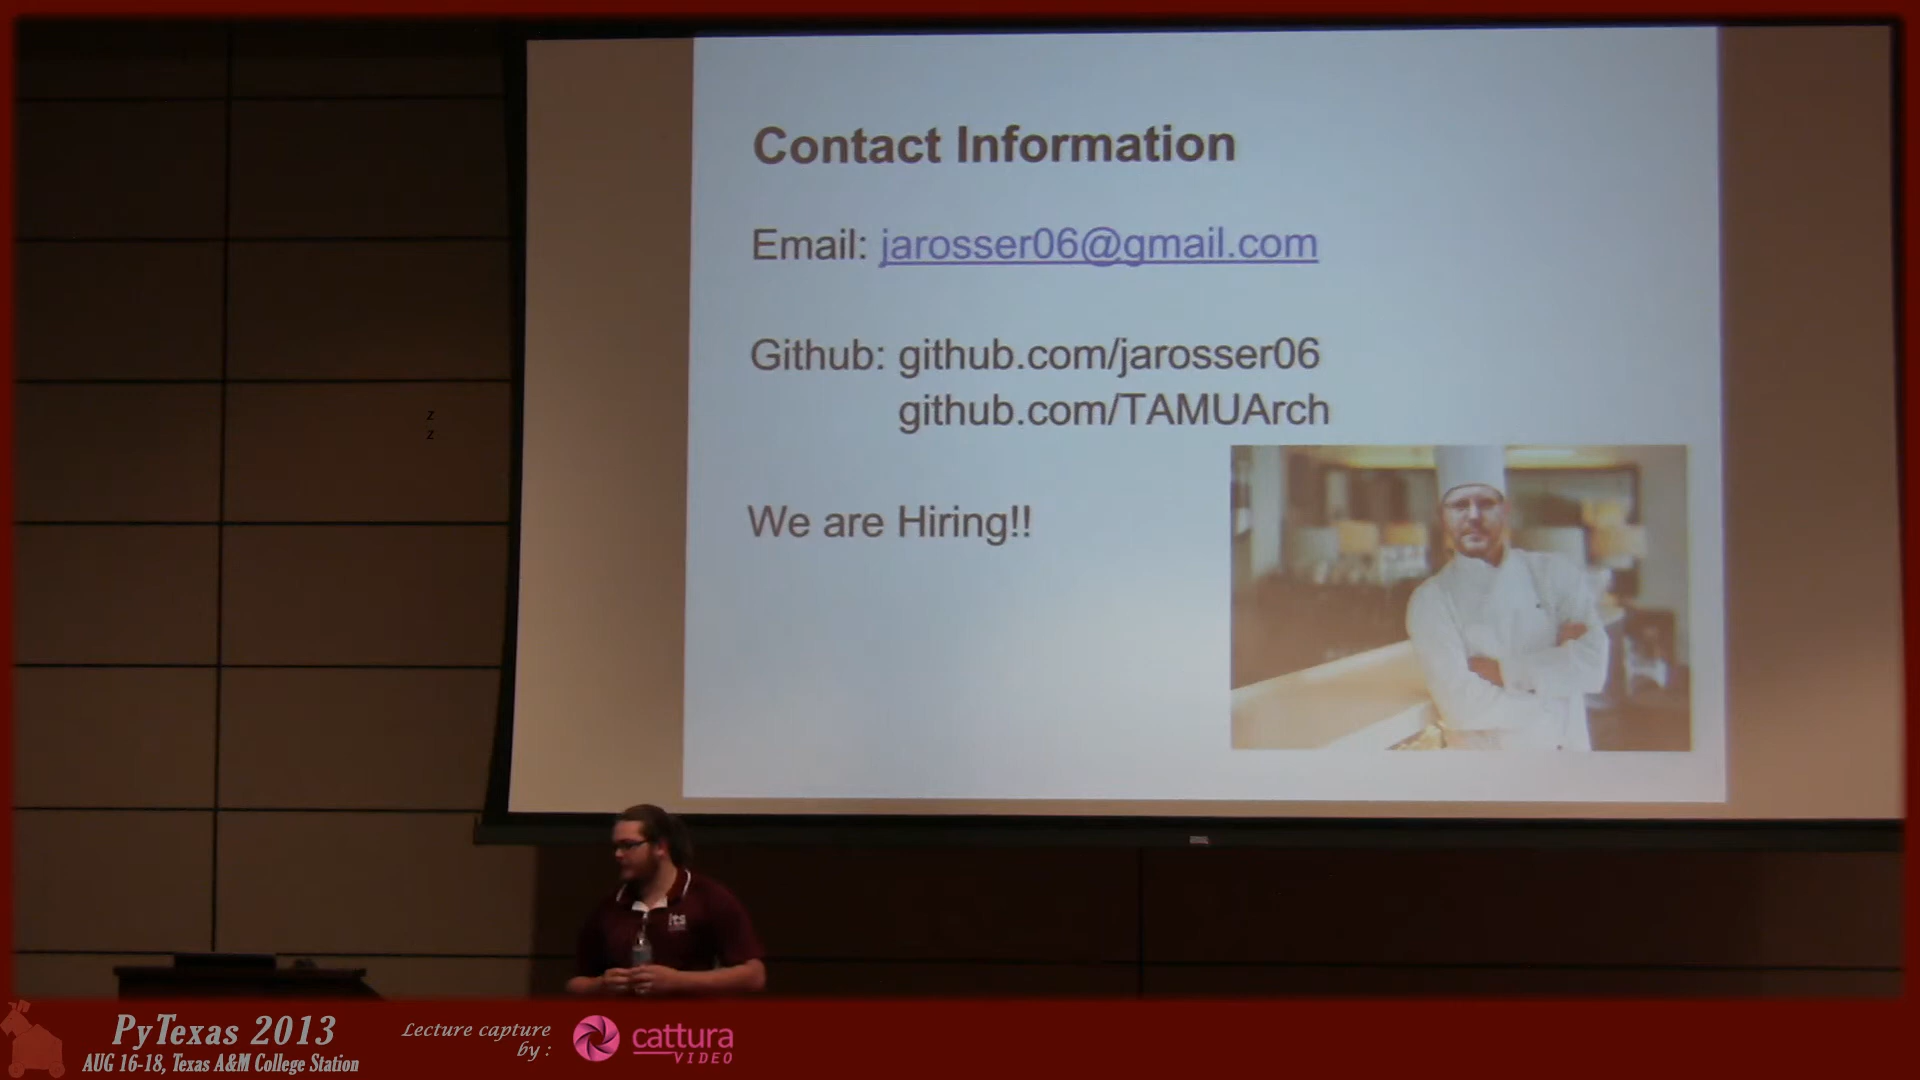 Contact Information
Email: jarosser06@gmail.com
Github: github.com/jarosser06
github.com/TAMUArch
We are Hiring!!
z
z
its
PyTexas 2013
AUG 16-18, Texas A&M College Station
Lecture capture
by :
cattura
VIDEO